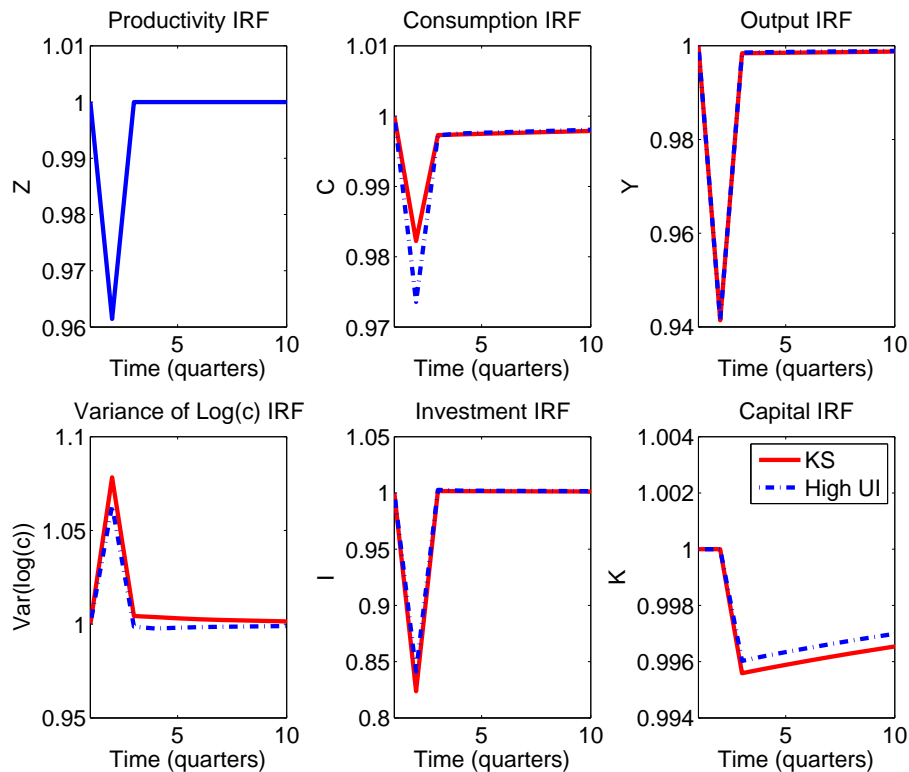 Productivity IRF
1.01
1
0.99
0.98
0.97
0.96
Z
5
10
Time (quarters)
Consumption IRF
1.01
1
0.99
0.98
0.97
C
5
10
Time (quarters)
Output IRF
1
0.98
0.96
0.94
Y
5
10
Time (quarters)
Variance of Log(c) IRF
1.1
1.05
1
0.95
Var(log(c))
5
10
Time (quarters)
Investment IRF
1.05
1
0.95
0.9
0.85
0.8
I
5
10
Time (quarters)
Capital IRF
1.004
1.002
1
0.998
0.996
0.994
K
KS
High UI
5
10
Time (quarters)